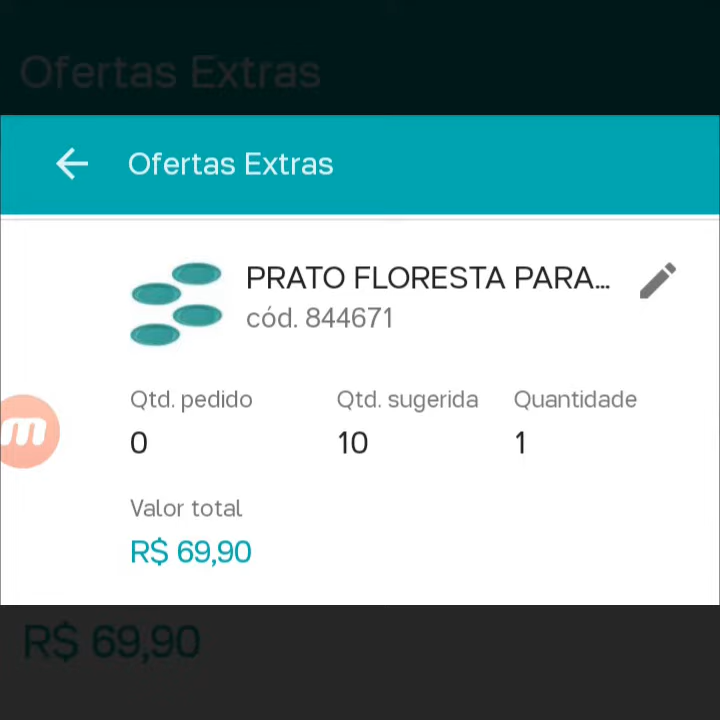 Ofertas Extras
Ofertas Extras
PRATO FLORESTA PARA...
cód. 844671
Qtd. pedido Qtd. sugerida Quantidade
0 10 1
m
Valor total
R$ 69,90
R$ 69,90